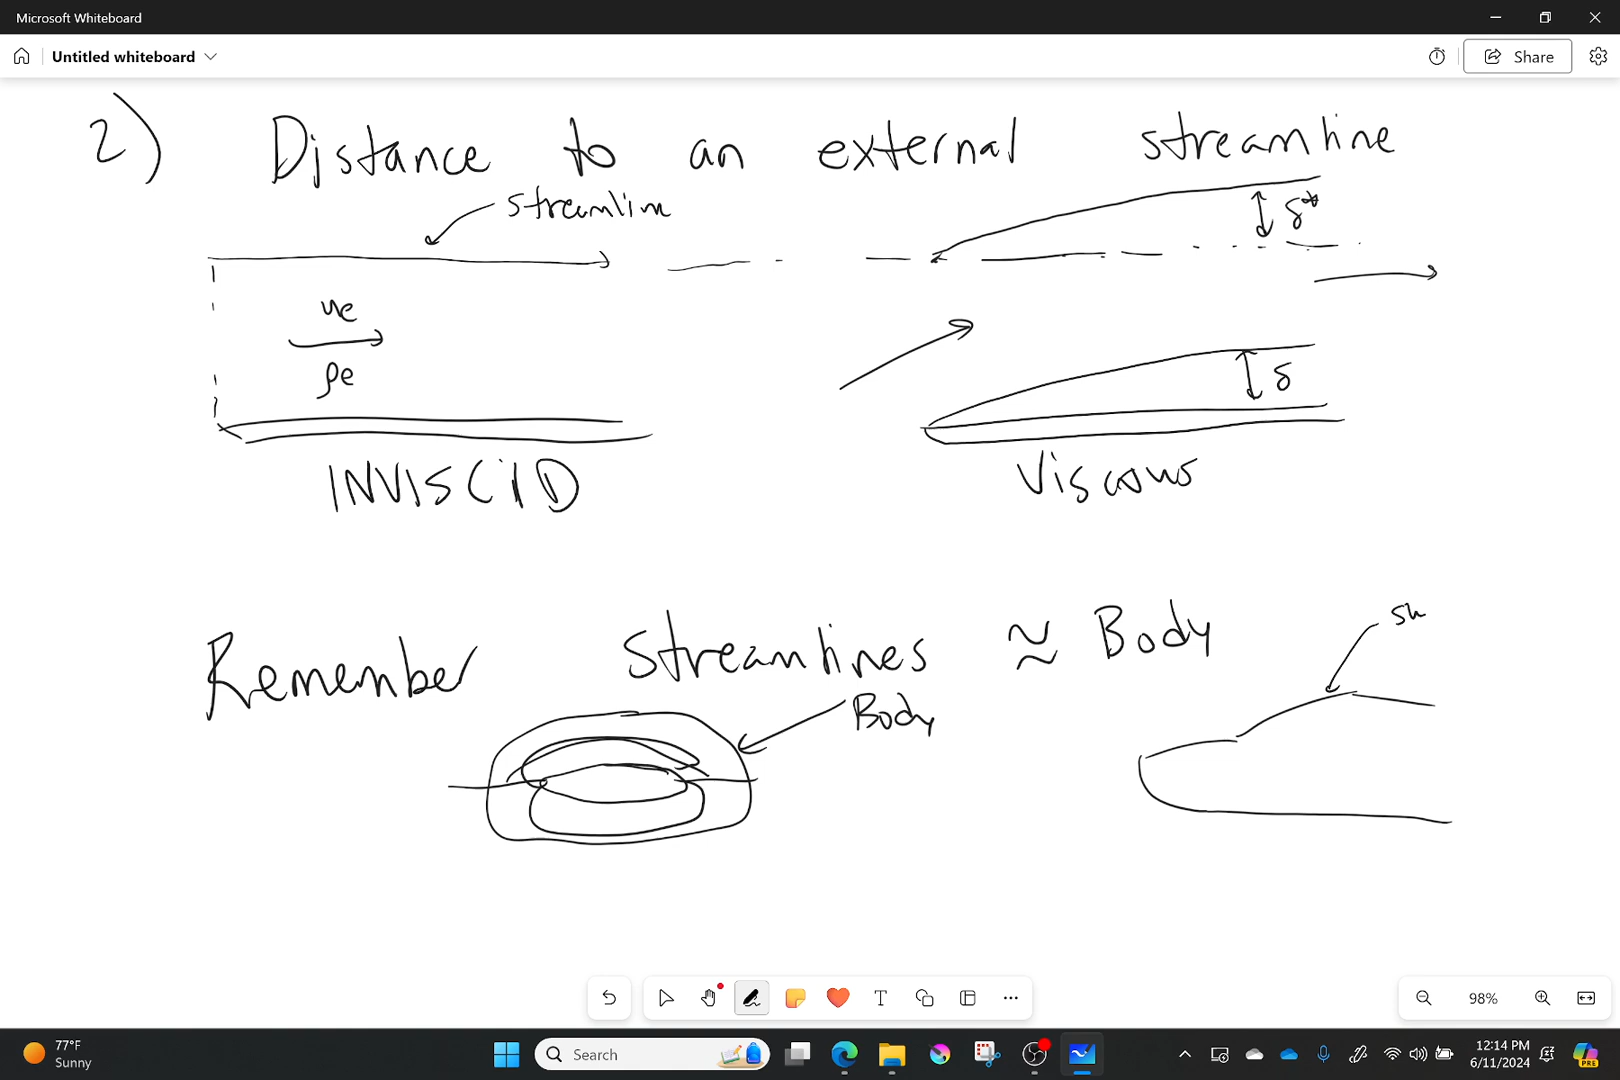 Microsoft Whiteboard
Untitled whiteboard
Share
2) Distance to an external streamline
streamline
δ*
ue
ρe
δ
INVISCID
Viscous
Remember streamlines ≈ Body
Body
98%
77°F
Sunny
Search
12:14 PM
6/11/2024
PRE